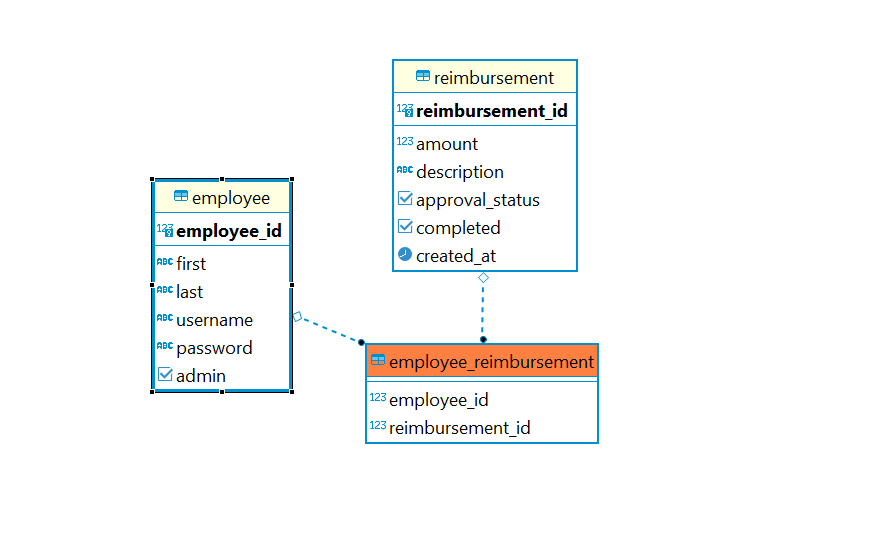 reimbursement
123 reimbursement_id
123 amount
ABC description
approval_status
completed
created_at
employee
123 employee_id
ABC first
ABC last
ABC username
ABC password
admin
employee_reimbursement
123 employee_id
123 reimbursement_id